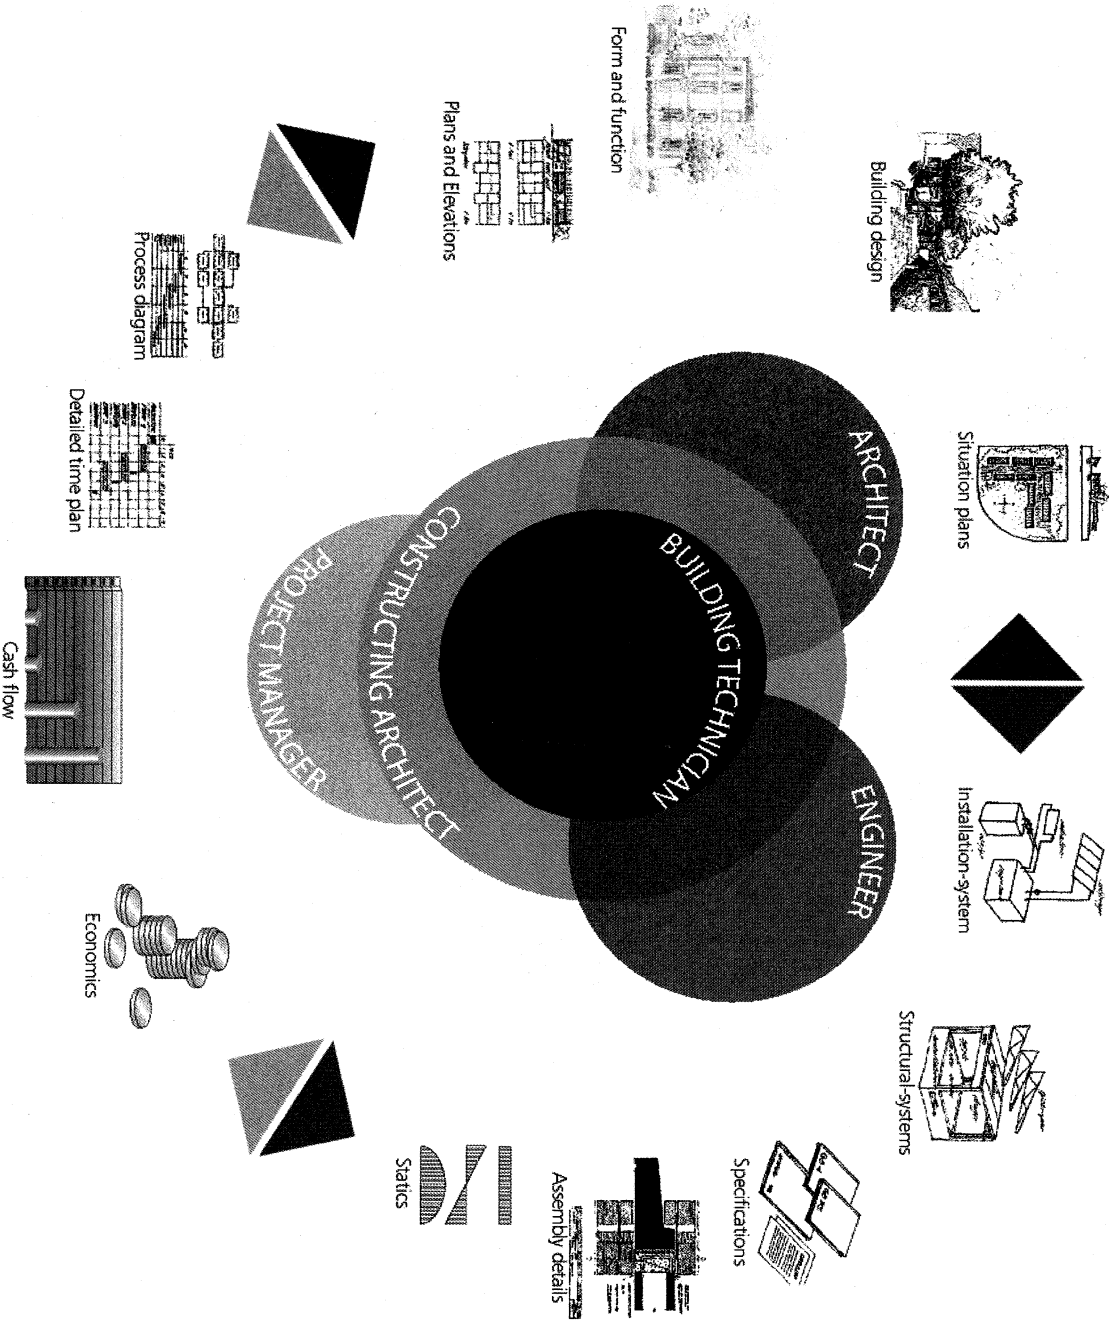 Situation plans
Installation-system
Building design
Structural-systems
ARCHITECT
ENGINEER
Form and function
Specifications
BUILDING TECHNICIAN
Plans and Elevations
Assembly details
CONSTRUCTING ARCHITECT
Statics
PROJECT MANAGER
Process diagram
Detailed time plan
Economics
Cash flow